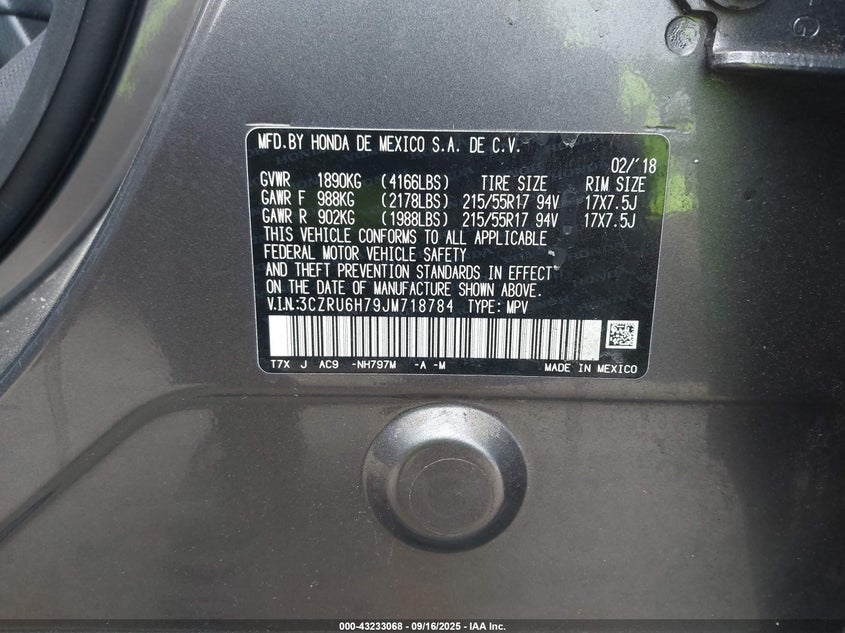 MFD.BY HONDA DE MEXICO S.A. DE C.V.
02/'18
GVWR 1890KG (4166LBS) TIRE SIZE RIM SIZE
GAWR F 988KG (2178LBS) 215/55R17 94V 17X7.5J
GAWR R 902KG (1988LBS) 215/55R17 94V 17X7.5J
THIS VEHICLE CONFORMS TO ALL APPLICABLE
FEDERAL MOTOR VEHICLE SAFETY
AND THEFT PREVENTION STANDARDS IN EFFECT
ON THE DATE OF MANUFACTURE SHOWN ABOVE.
V.I.N:3CZRU6H79JM718784 TYPE: MPV
T7X J AC9 -NH797M -A -M MADE IN MEXICO
000-43233068 - 09/16/2025 - IAA Inc.